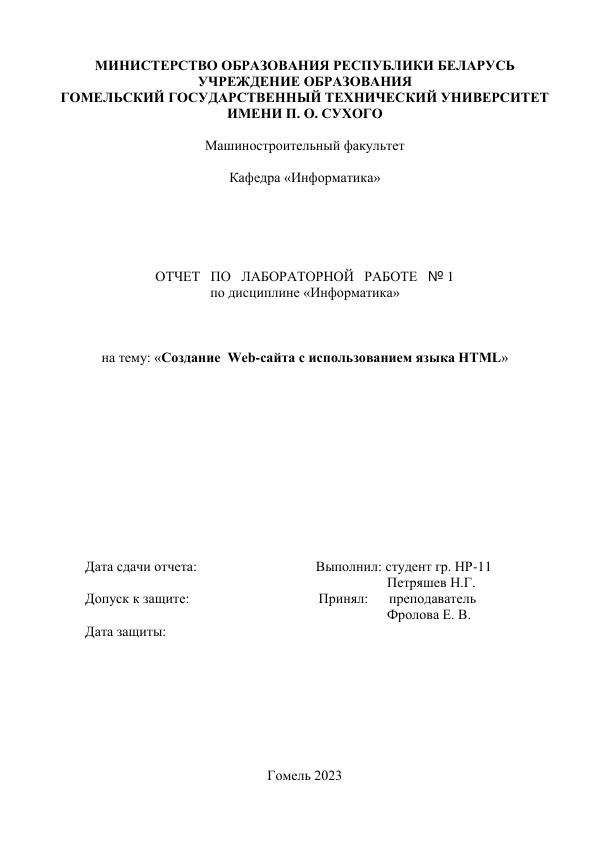 МИНИСТЕРСТВО ОБРАЗОВАНИЯ РЕСПУБЛИКИ БЕЛАРУСЬ
УЧРЕЖДЕНИЕ ОБРАЗОВАНИЯ
ГОМЕЛЬСКИЙ ГОСУДАРСТВЕННЫЙ ТЕХНИЧЕСКИЙ УНИВЕРСИТЕТ
ИМЕНИ П. О. СУХОГО
Машиностроительный факультет
Кафедра «Информатика»
ОТЧЕТ ПО ЛАБОРАТОРНОЙ РАБОТЕ № 1
по дисциплине «Информатика»
на тему: «Создание Web-сайта с использованием языка HTML»
Дата сдачи отчета: Выполнил: студент гр. НР-11
Петряшев Н.Г.
Допуск к защите: Принял: преподаватель
Фролова Е. В.
Дата защиты:
Гомель 2023